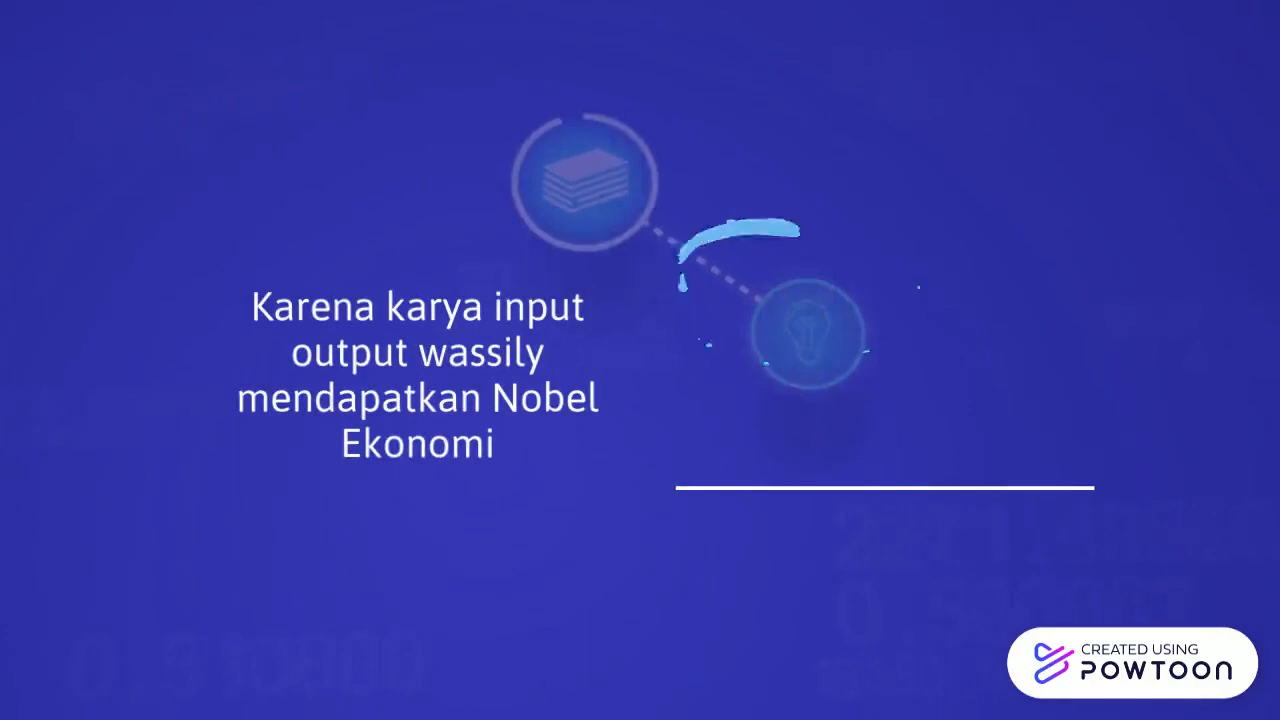 Karena karya input
output wassily
mendapatkan Nobel
Ekonomi
CREATED USING
POWTOON